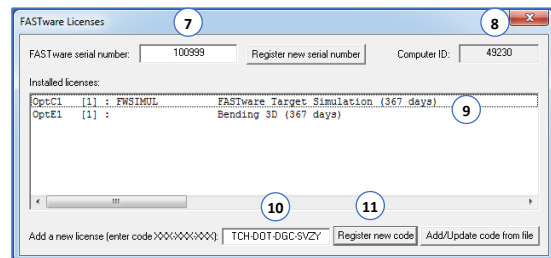 FASTware Licenses
7
8
FASTware serial number: 100999 Register new serial number Computer ID: 49230
Installed licenses:
OptC1 [1] : FWSIMUL FASTware Target Simulation (367 days)
OptE1 [1] : Bending 3D (367 days)
9
10
11
Add a new license (enter code XXX-XXX-XXX): TCH-DOT-DGC-SVZY Register new code Add/Update code from file